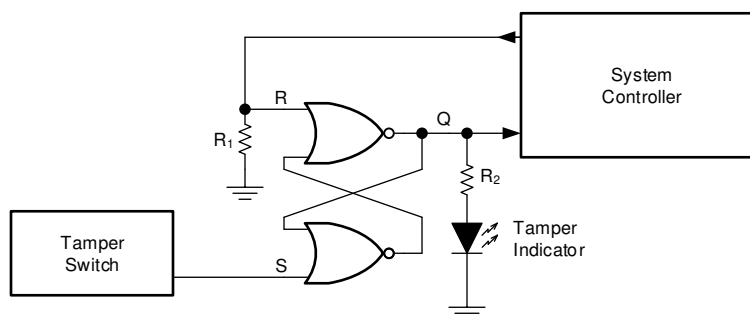 System
Controller
R
Q
R1
R2
Tamper
Switch
S
Tamper
Indicator